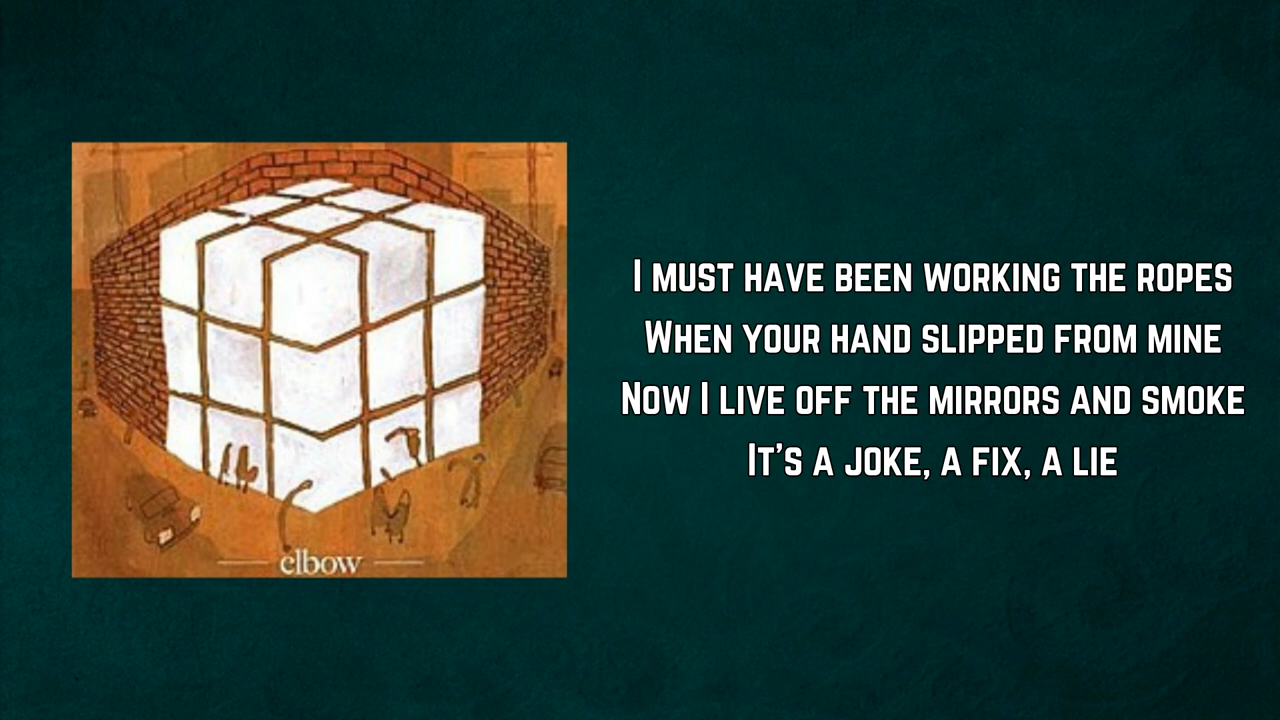 elbow
I must have been working the ropes
When your hand slipped from mine
Now I live off the mirrors and smoke
It's a joke, a fix, a lie